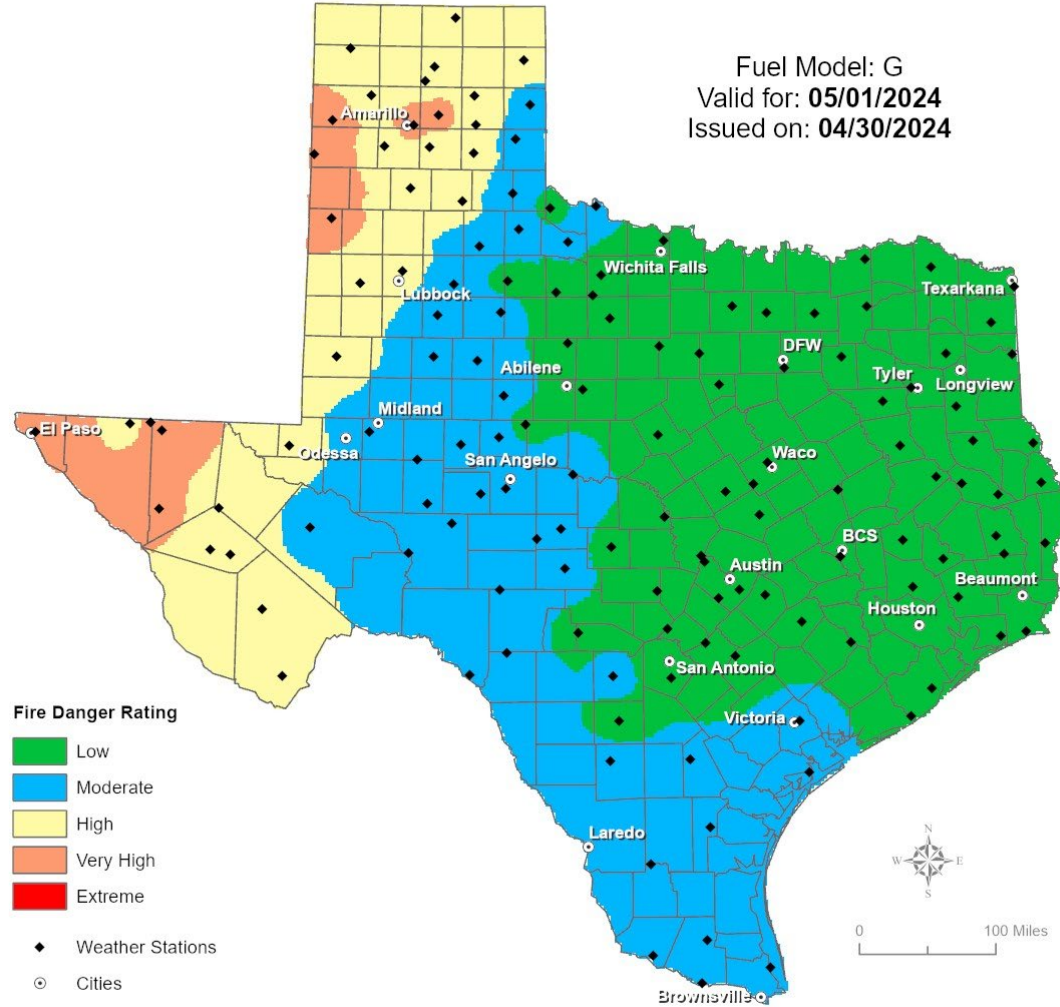 Fuel Model: G
Valid for: 05/01/2024
Issued on: 04/30/2024
Amarillo
Wichita Falls
Lubbock
Texarkana
DFW
Abilene
Tyler
Longview
Midland
El Paso
Odessa
San Angelo
Waco
BCS
Austin
Beaumont
Houston
San Antonio
Victoria
Laredo
Brownsville
Fire Danger Rating
Low
Moderate
High
Very High
Extreme
Weather Stations
Cities
N
W E
S
0 100 Miles